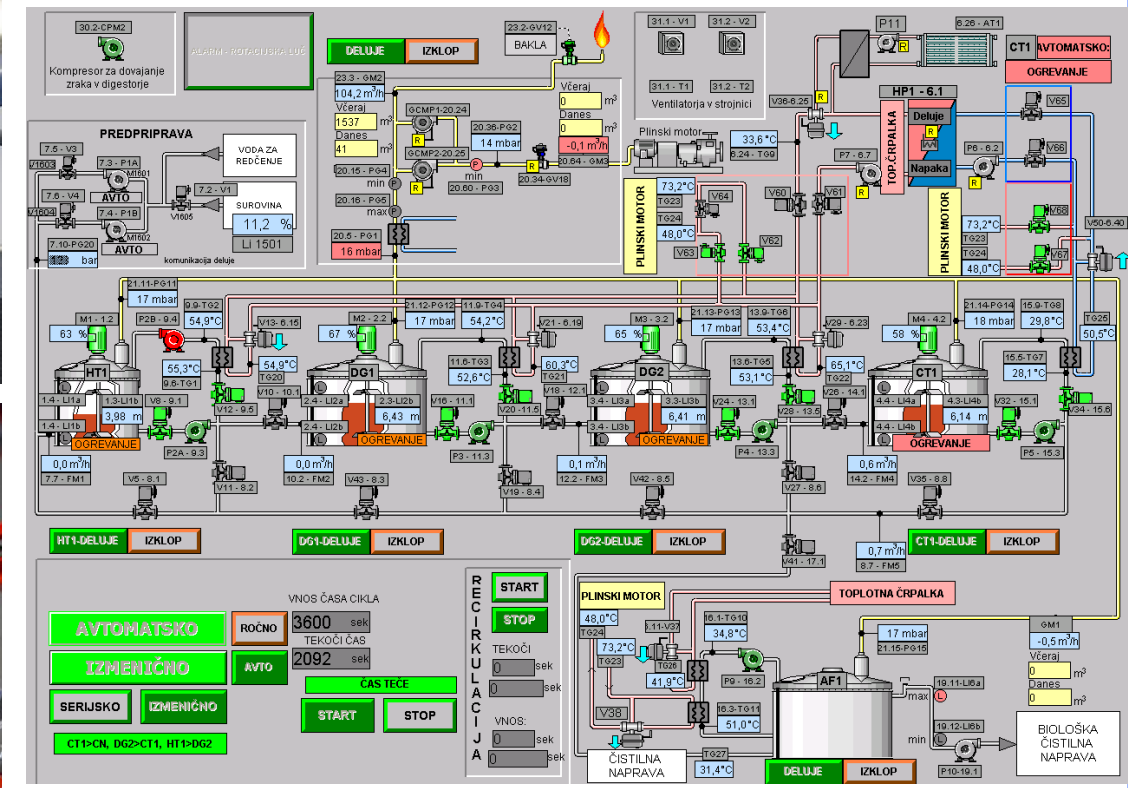 30.2-CPM2
Kompresor za dovajanje
zraka v digestorje
ALARM - ROTACIJSKA LUČ
DELUJE
IZKLOP
23.2-GV12
BAKLA
23.3 - GM2
104,2 m³/h
Včeraj
1537 m³
Danes
41 m³
GCMP1-20.24
GCMP2-20.25
R
20.15 - PG4
min P
20.16 - PG5
max P
20.5 - PG1
16 mbar
P
20.60 - PG3
20.36-PG2
14 mbar
R
20.34-GV18
Včeraj
0 m³
Danes
0 m³
-0,1 m³/h
20.64 - GM3
Plinski motor
31.1 - V1
31.2 - V2
31.1 - T1
31.2 - T2
Ventilatorja v strojnici
33,6°C
6.24 - TG9
V36-6.25
R
P11
R
6.26 - AT1
CT1
AVTOMATSKO:
OGREVANJE
HP1 - 6.1
Deluje
R
Napaka
TOP.ČRPALKA
P7 - 6.7
R
P6 - 6.2
R
V65
V66
V68
V67
V50-6.40
PLINSKI MOTOR
73,2°C
TG23
TG24
48,0°C
V64
V63
V62
V60
V61
PLINSKI MOTOR
73,2°C
TG23
TG24
48,0°C
PREDPRIPRAVA
7.5 - V3
V1603
7.3 - P1A
M1601
AVTO
7.6 - V4
V1604
7.4 - P1B
M1602
AVTO
7.2 - V1
V1605
VODA ZA
REDČENJE
SUROVINA
11,2 %
Li 1501
7.10-PG20
bar
komunikacija deluje
21.11-PG11
17 mbar
M1 - 1.2
63 %
P2B - 9.4
9.9-TG2
54,9°C
55,3°C
9.6-TG1
V13 - 6.15
54,9°C
TG20
HT1
1.4 - LI1a
1.3-LI1b
3,98 m
1.4 - LI1b
L
L
OGREVANJE
V8 - 9.1
P2A - 9.3
V12 - 9.5
V10 - 10.1
0,0 m³/h
7.7 - FM1
V5 - 8.1
V11 - 8.2
21.12-PG12
17 mbar
M2 - 2.2
67 %
11.9-TG4
54,2°C
11.6-TG3
52,6°C
V21 - 6.19
60,3°C
TG21
DG1
2.4 - LI2a
2.3-LI2b
6,43 m
2.4 - LI2b
L
L
OGREVANJE
V16 - 11.1
P3 - 11.3
V20 - 11.5
V18 - 12.1
0,0 m³/h
10.2 - FM2
V43 - 8.3
V19 - 8.4
21.13-PG13
17 mbar
M3 - 3.2
65 %
13.9-TG6
53,4°C
13.6-TG5
53,1°C
V29 - 6.23
65,1°C
TG22
DG2
3.4 - LI3a
3.3-LI3b
6,41 m
3.4 - LI3b
L
L
OGREVANJE
V24 - 13.1
P4 - 13.3
V28 - 13.5
V26 - 14.1
0,1 m³/h
12.2 - FM3
V42 - 8.5
V27 - 8.6
21.14-PG14
18 mbar
M4 - 4.2
58 %
15.9-TG8
29,8°C
15.5-TG7
28,1°C
TG25
50,5°C
CT1
4.4 - LI4a
4.3-LI4b
6,14 m
4.4 - LI4b
L
L
OGREVANJE
V32 - 15.1
P5 - 15.3
V34 - 15.6
0,6 m³/h
14.2 - FM4
V35 - 8.8
0,7 m³/h
8.7 - FM5
V41 - 17.1
HT1-DELUJE
IZKLOP
DG1-DELUJE
IZKLOP
DG2-DELUJE
IZKLOP
CT1-DELUJE
IZKLOP
AVTOMATSKO
ROČNO
IZMENIČNO
AVTO
SERIJSKO
IZMENIČNO
CT1>CN, DG2>CT1, HT1>DG2
VNOS ČASA CIKLA
3600 sek
TEKOČI ČAS
2092 sek
ČAS TEČE
START
STOP
RECIRKULACIJA
START
STOP
TEKOČI
0 sek
0 sek
VNOS:
0 sek
0 sek
PLINSKI MOTOR
48,0°C
TG24
73,2°C
TG23
6.11-V37
TG26
41,9°C
16.1-TG10
34,8°C
P9 - 16.2
16.3-TG11
51,0°C
V38
TG27
31,4°C
ČISTILNA
NAPRAVA
TOPLOTNA ČRPALKA
17 mbar
21.15-PG15
AF1
DELUJE
IZKLOP
GM1
-0,5 m³/h
Včeraj
0 m³
Danes
0 m³
19.11-LI6a
max L
19.12-LI6b
min L
P10-19.1
BIOLOŠKA
ČISTILNA
NAPRAVA